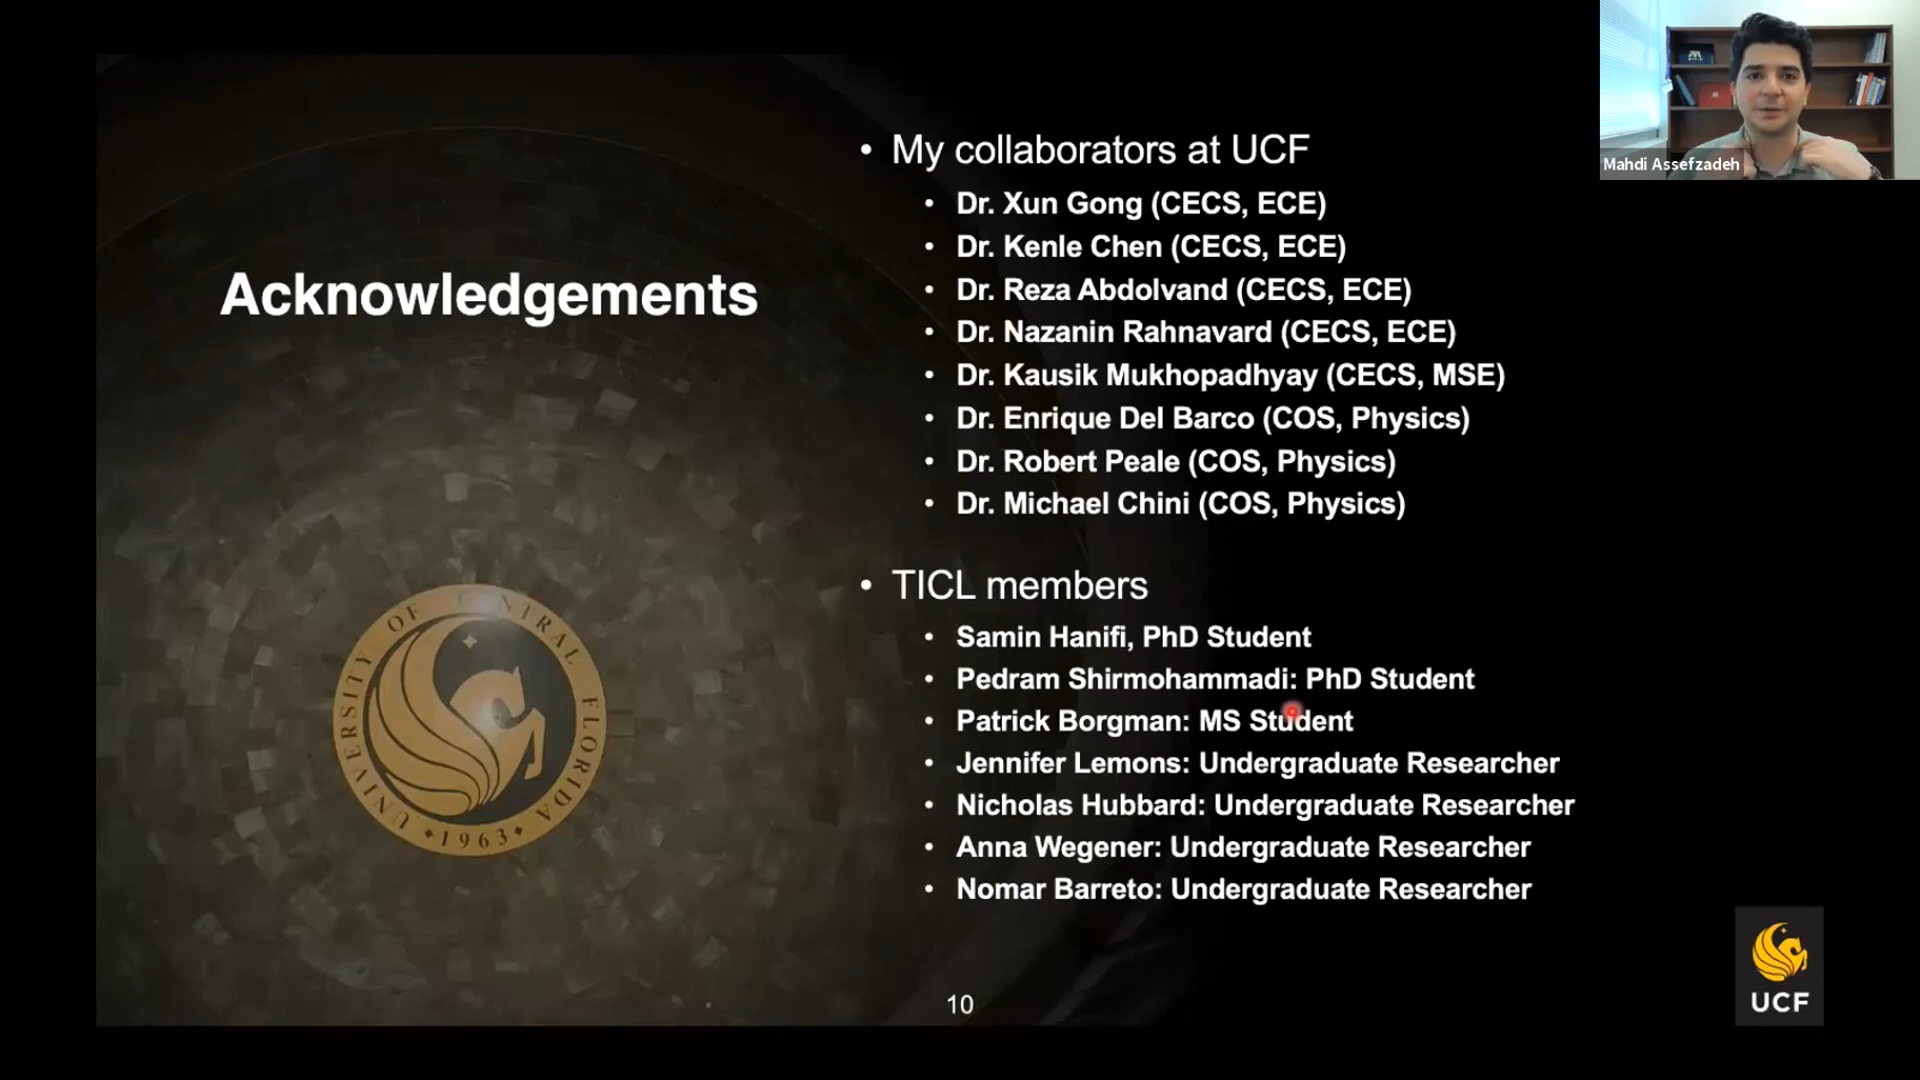 Mahdi Assefzadeh
Acknowledgements
• My collaborators at UCF
• Dr. Xun Gong (CECS, ECE)
• Dr. Kenle Chen (CECS, ECE)
• Dr. Reza Abdolvand (CECS, ECE)
• Dr. Nazanin Rahnavard (CECS, ECE)
• Dr. Kausik Mukhopadhyay (CECS, MSE)
• Dr. Enrique Del Barco (COS, Physics)
• Dr. Robert Peale (COS, Physics)
• Dr. Michael Chini (COS, Physics)
• TICL members
• Samin Hanifi, PhD Student
• Pedram Shirmohammadi: PhD Student
• Patrick Borgman: MS Student
• Jennifer Lemons: Undergraduate Researcher
• Nicholas Hubbard: Undergraduate Researcher
• Anna Wegener: Undergraduate Researcher
• Nomar Barreto: Undergraduate Researcher
UNIVERSITY OF CENTRAL FLORIDA
1963
10
UCF